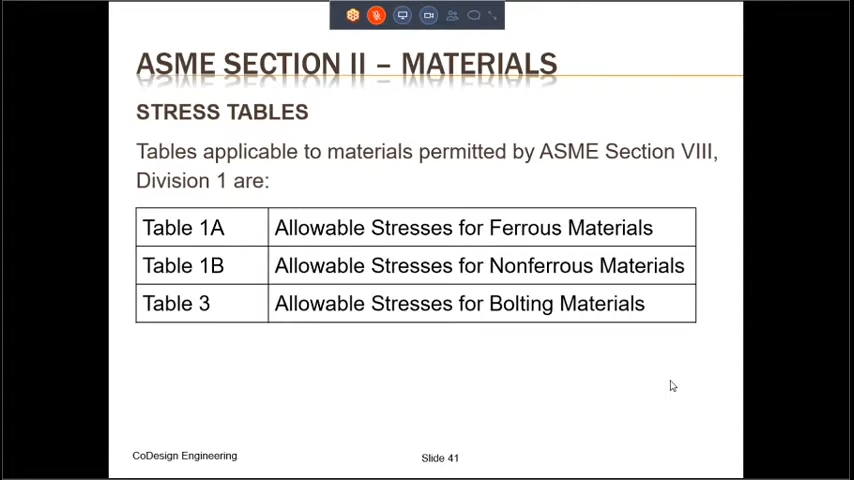 ASME SECTION II – MATERIALS
STRESS TABLES
Tables applicable to materials permitted by ASME Section VIII,
Division 1 are:
Table 1A Allowable Stresses for Ferrous Materials
Table 1B Allowable Stresses for Nonferrous Materials
Table 3 Allowable Stresses for Bolting Materials
CoDesign Engineering
Slide 41